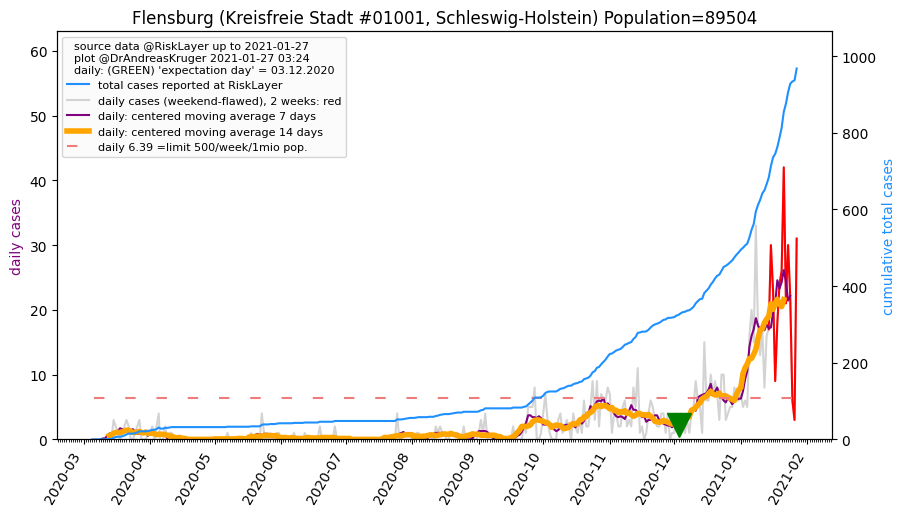 Flensburg (Kreisfreie Stadt #01001, Schleswig-Holstein) Population=89504
source data @RiskLayer up to 2021-01-27
plot @DrAndreasKruger 2021-01-27 03:24
daily: (GREEN) 'expectation day' = 03.12.2020
total cases reported at RiskLayer
daily cases (weekend-flawed), 2 weeks: red
daily: centered moving average 7 days
daily: centered moving average 14 days
daily 6.39 =limit 500/week/1mio pop.
daily cases
60
50
40
30
20
10
0
cumulative total cases
1000
800
600
400
200
0
2020-03
2020-04
2020-05
2020-06
2020-07
2020-08
2020-09
2020-10
2020-11
2020-12
2021-01
2021-02